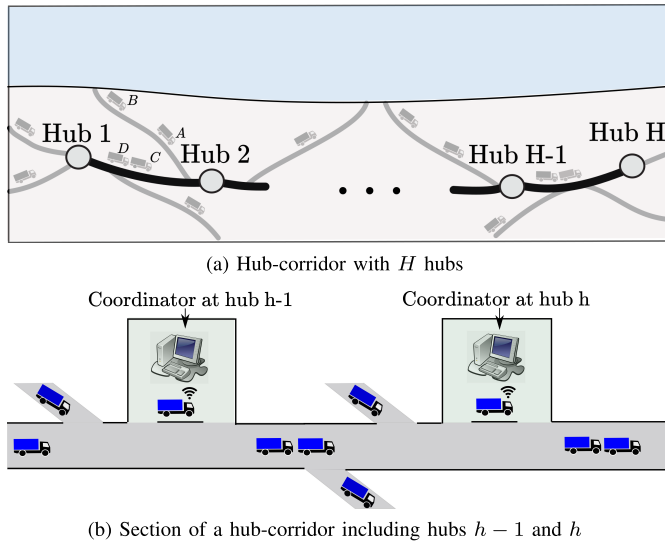 B
Hub 1
A
D
C
Hub 2
Hub H-1
Hub H
(a) Hub-corridor with H hubs
Coordinator at hub h-1
Coordinator at hub h
(b) Section of a hub-corridor including hubs h − 1 and h